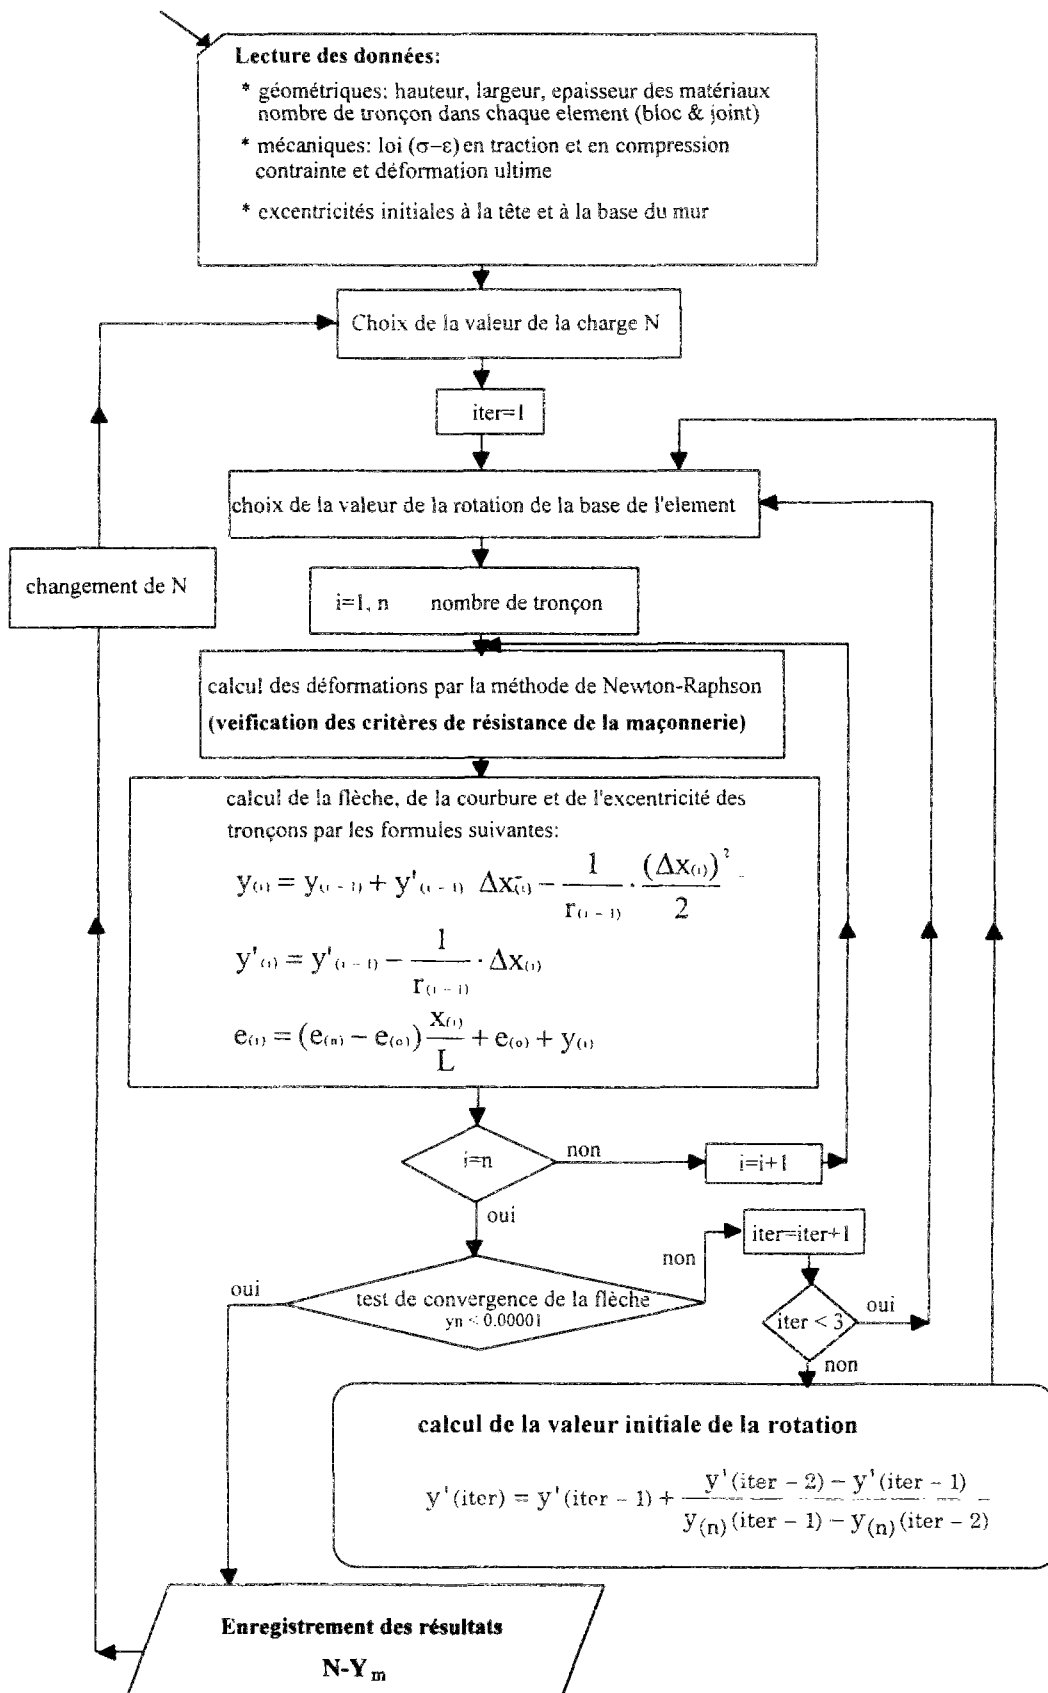 Lecture des données:
* géométriques: hauteur, largeur, epaisseur des matériaux
nombre de tronçon dans chaque element (bloc & joint)
* mécaniques: loi (σ–ε) en traction et en compression
contrainte et déformation ultime
* excentricités initiales à la tête et à la base du mur
Choix de la valeur de la charge N
iter=1
choix de la valeur de la rotation de la base de l'element
changement de N
i=1, n nombre de tronçon
calcul des déformations par la méthode de Newton-Raphson
(veification des critères de résistance de la maçonnerie)
calcul de la flèche, de la courbure et de l'excentricité des
tronçons par les formules suivantes:
y(i) = y(i − 1) + y'(i − 1) Δx(i) − 1/r(i − 1) · (Δx(i))²/2
y'(i) = y'(i − 1) − 1/r(i − 1) · Δx(i)
e(i) = (e(n) − e(o)) x(i)/L + e(o) + y(i)
i=n
non
i=i+1
oui
non
iter=iter+1
oui
test de convergence de la flèche
yn < 0.00001
iter < 3
oui
non
calcul de la valeur initiale de la rotation
y'(iter) = y'(iter − 1) + y'(iter − 2) − y'(iter − 1) / y(n)(iter − 1) − y(n)(iter − 2)
Enregistrement des résultats
N-Ym